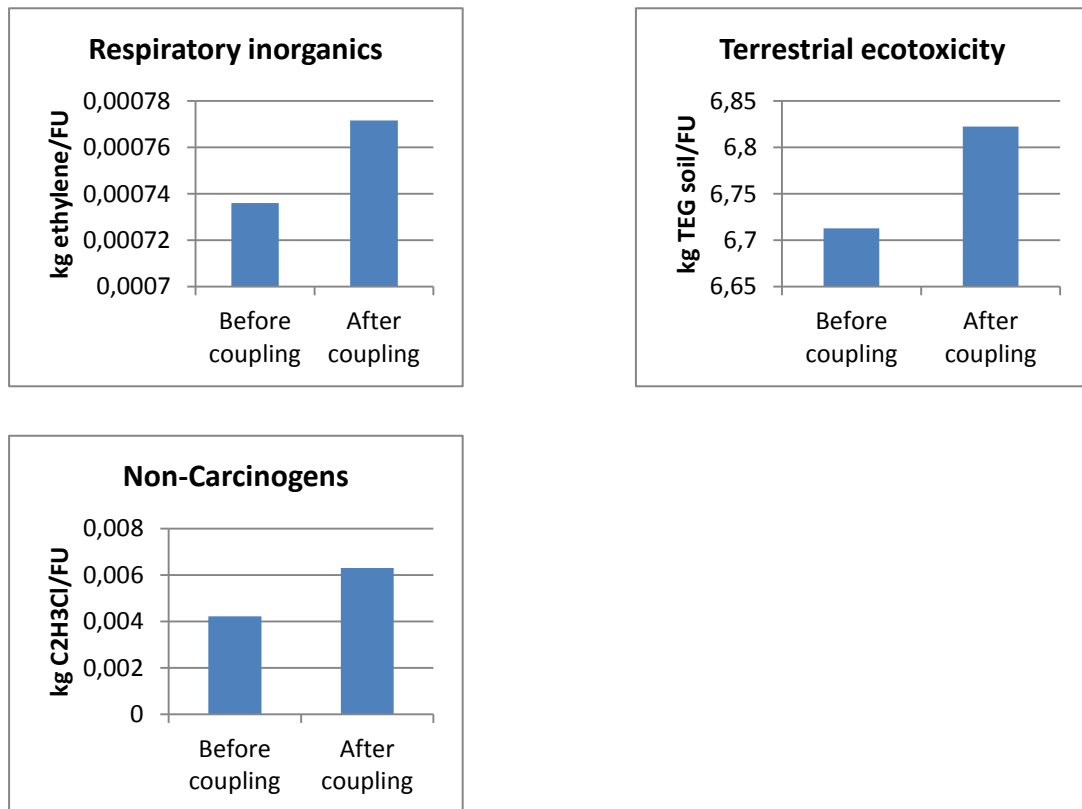 Respiratory inorganics
kg ethylene/FU
0,00078
0,00076
0,00074
0,00072
0,0007
Before
coupling
After
coupling
Terrestrial ecotoxicity
kg TEG soil/FU
6,85
6,8
6,75
6,7
6,65
Before
coupling
After
coupling
Non-Carcinogens
kg C2H3Cl/FU
0,008
0,006
0,004
0,002
0
Before
coupling
After
coupling